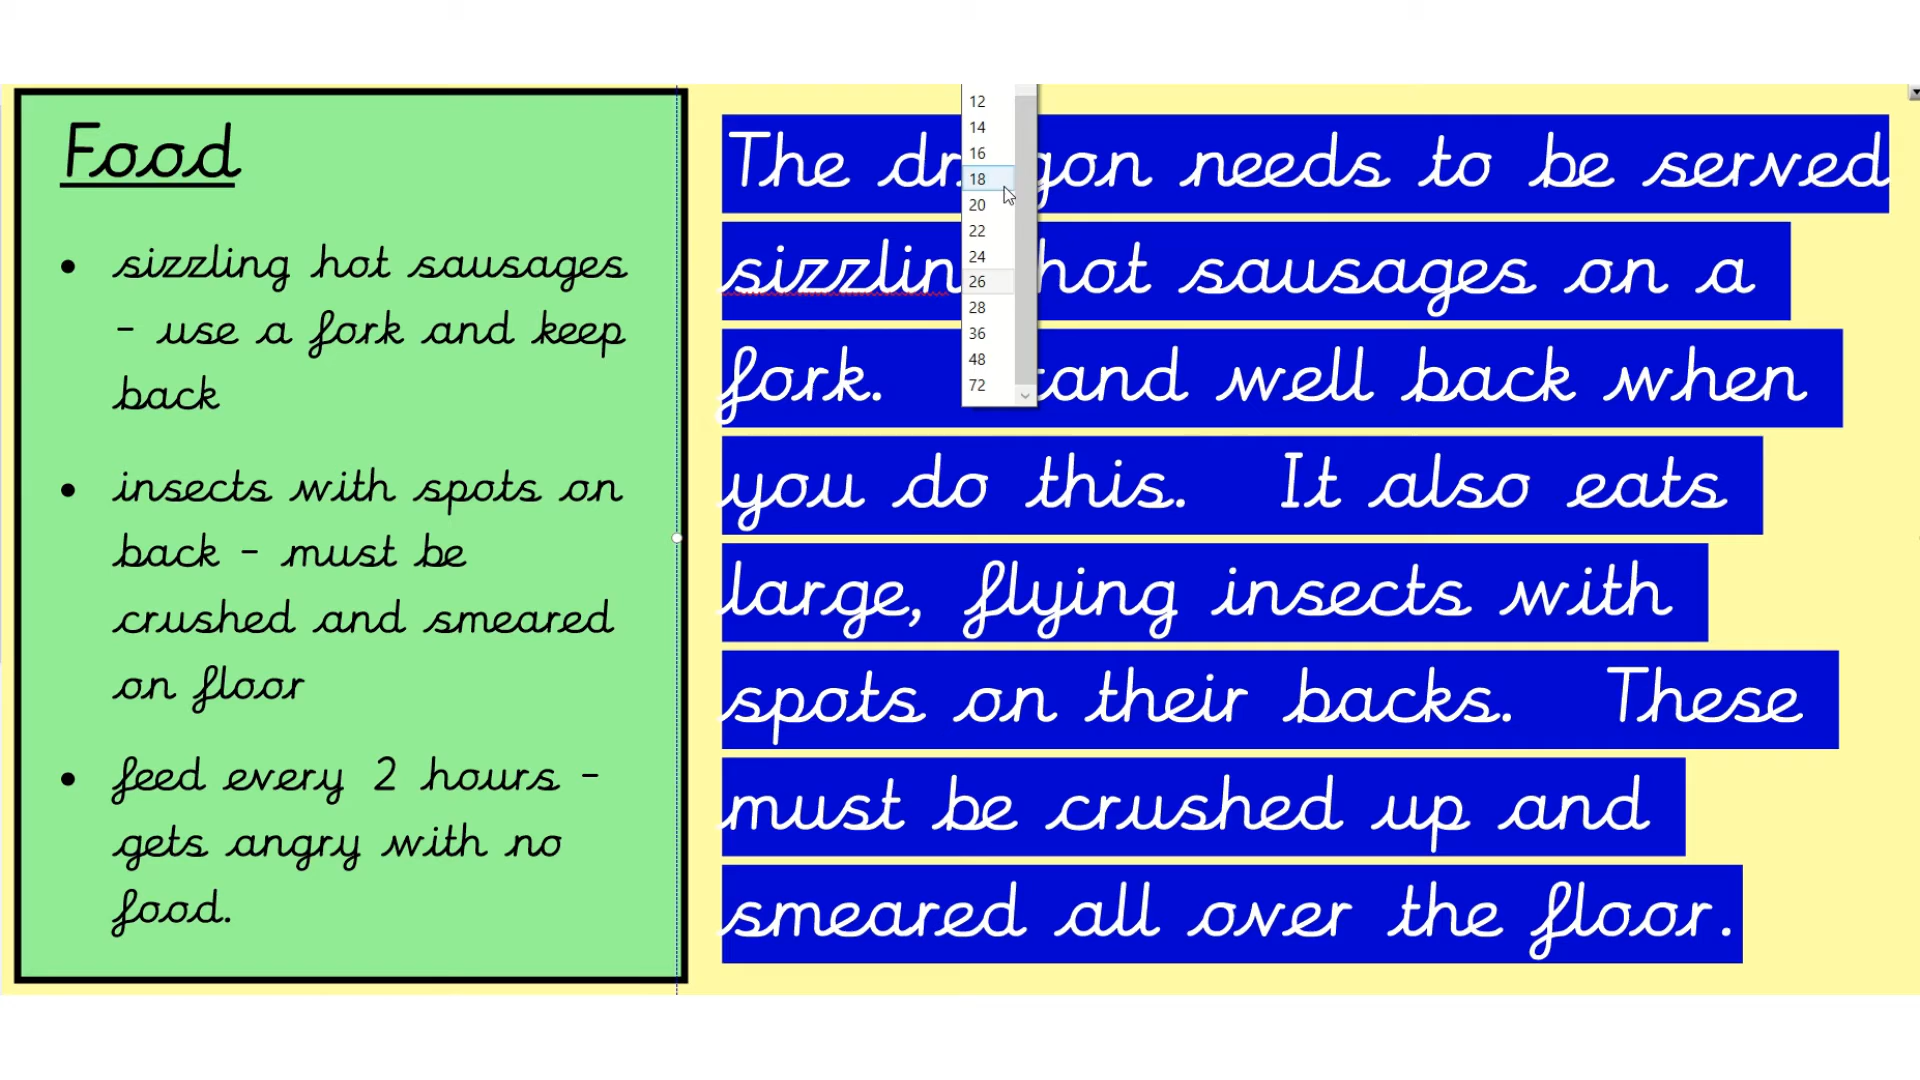 Food
• sizzling hot sausages
- use a fork and keep
back
• insects with spots on
back - must be
crushed and smeared
on floor
• feed every 2 hours -
gets angry with no
food.
The needs to be served
hot sausages on a
fork. well back when
you do this. It also eats
large, flying insects with
spots on their backs. These
must be crushed up and
smeared all over the floor.
12
14
16
18
20
22
24
26
28
36
48
72